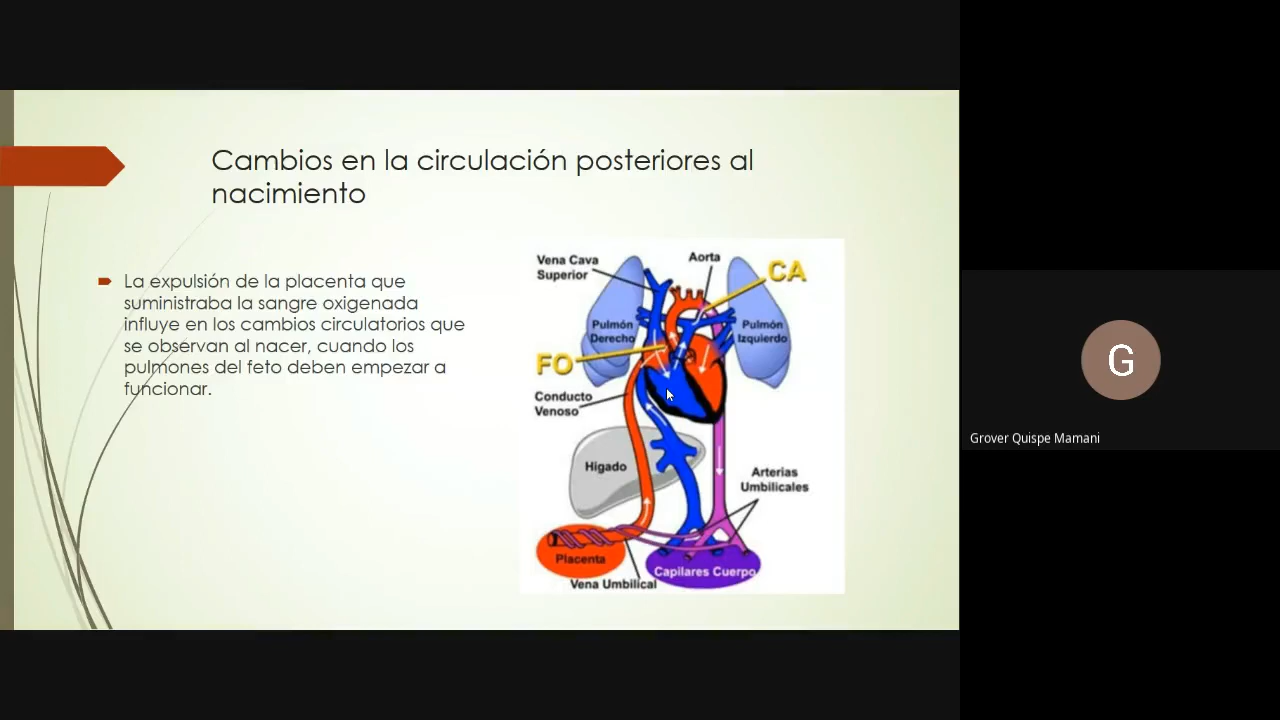 Cambios en la circulación posteriores al
nacimiento
La expulsión de la placenta que
suministraba la sangre oxigenada
influye en los cambios circulatorios que
se observan al nacer, cuando los
pulmones del feto deben empezar a
funcionar.
Vena Cava
Superior
Aorta
CA
Pulmón
Derecho
Pulmón
Izquierdo
FO
Conducto
Venoso
Higado
Arterias
Umbilicales
Placenta
Capilares Cuerpo
Vena Umbilical
G
Grover Quispe Mamani